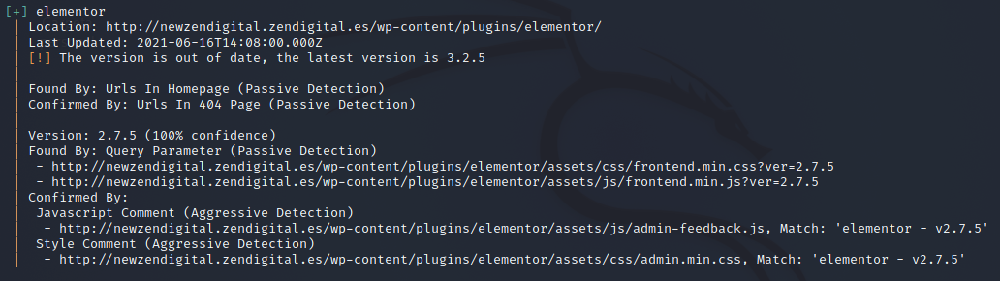 [+] elementor
| Location: http://newzendigital.zendigital.es/wp-content/plugins/elementor/
| Last Updated: 2021-06-16T14:08:00.000Z
| [!] The version is out of date, the latest version is 3.2.5
|
| Found By: Urls In Homepage (Passive Detection)
| Confirmed By: Urls In 404 Page (Passive Detection)
|
| Version: 2.7.5 (100% confidence)
| Found By: Query Parameter (Passive Detection)
|  - http://newzendigital.zendigital.es/wp-content/plugins/elementor/assets/css/frontend.min.css?ver=2.7.5
|  - http://newzendigital.zendigital.es/wp-content/plugins/elementor/assets/js/frontend.min.js?ver=2.7.5
| Confirmed By:
|  Javascript Comment (Aggressive Detection)
|   - http://newzendigital.zendigital.es/wp-content/plugins/elementor/assets/js/admin-feedback.js, Match: 'elementor - v2.7.5'
|  Style Comment (Aggressive Detection)
|   - http://newzendigital.zendigital.es/wp-content/plugins/elementor/assets/css/admin.min.css, Match: 'elementor - v2.7.5'